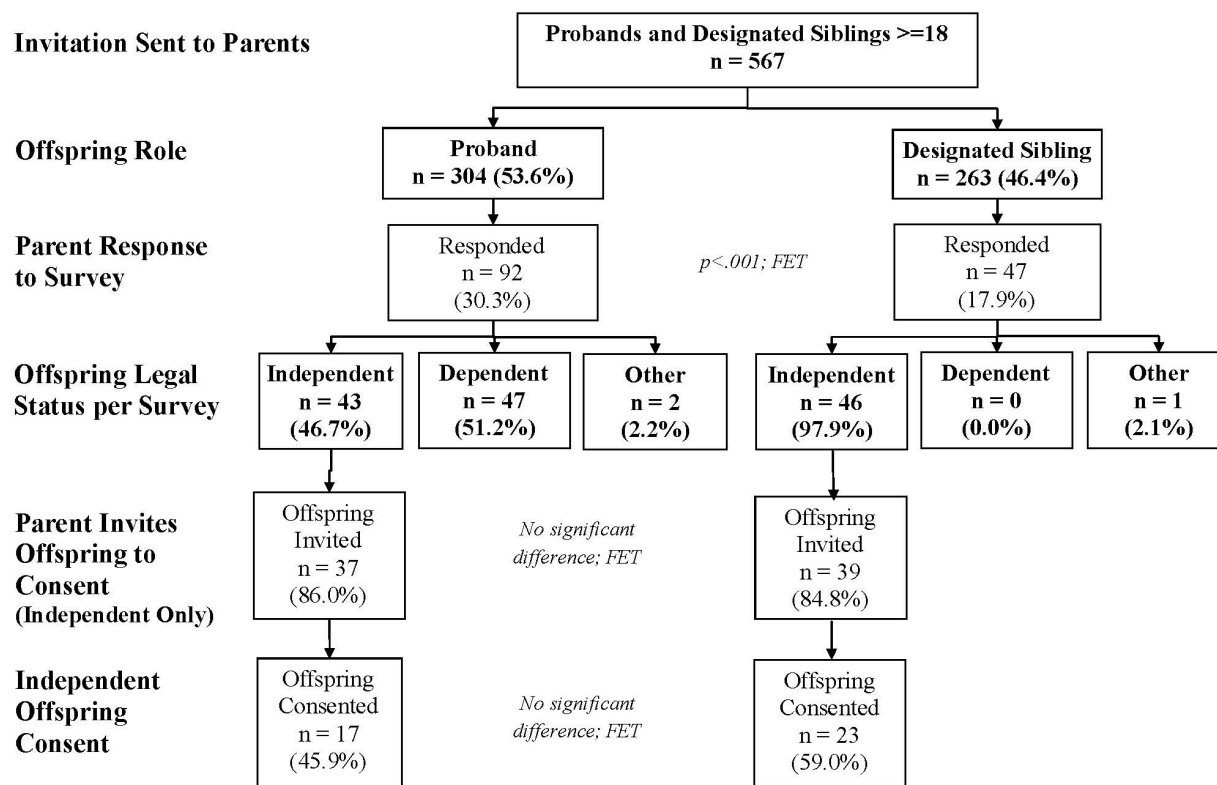 Invitation Sent to Parents
Probands and Designated Siblings >=18
n = 567
Offspring Role
Proband
n = 304 (53.6%)
Designated Sibling
n = 263 (46.4%)
Parent Response
to Survey
Responded
n = 92
(30.3%)
p<.001; FET
Responded
n = 47
(17.9%)
Offspring Legal
Status per Survey
Independent
n = 43
(46.7%)
Dependent
n = 47
(51.2%)
Other
n = 2
(2.2%)
Independent
n = 46
(97.9%)
Dependent
n = 0
(0.0%)
Other
n = 1
(2.1%)
Parent Invites
Offspring to
Consent
(Independent Only)
Offspring
Invited
n = 37
(86.0%)
No significant
difference; FET
Offspring
Invited
n = 39
(84.8%)
Independent
Offspring
Consent
Offspring
Consented
n = 17
(45.9%)
No significant
difference; FET
Offspring
Consented
n = 23
(59.0%)